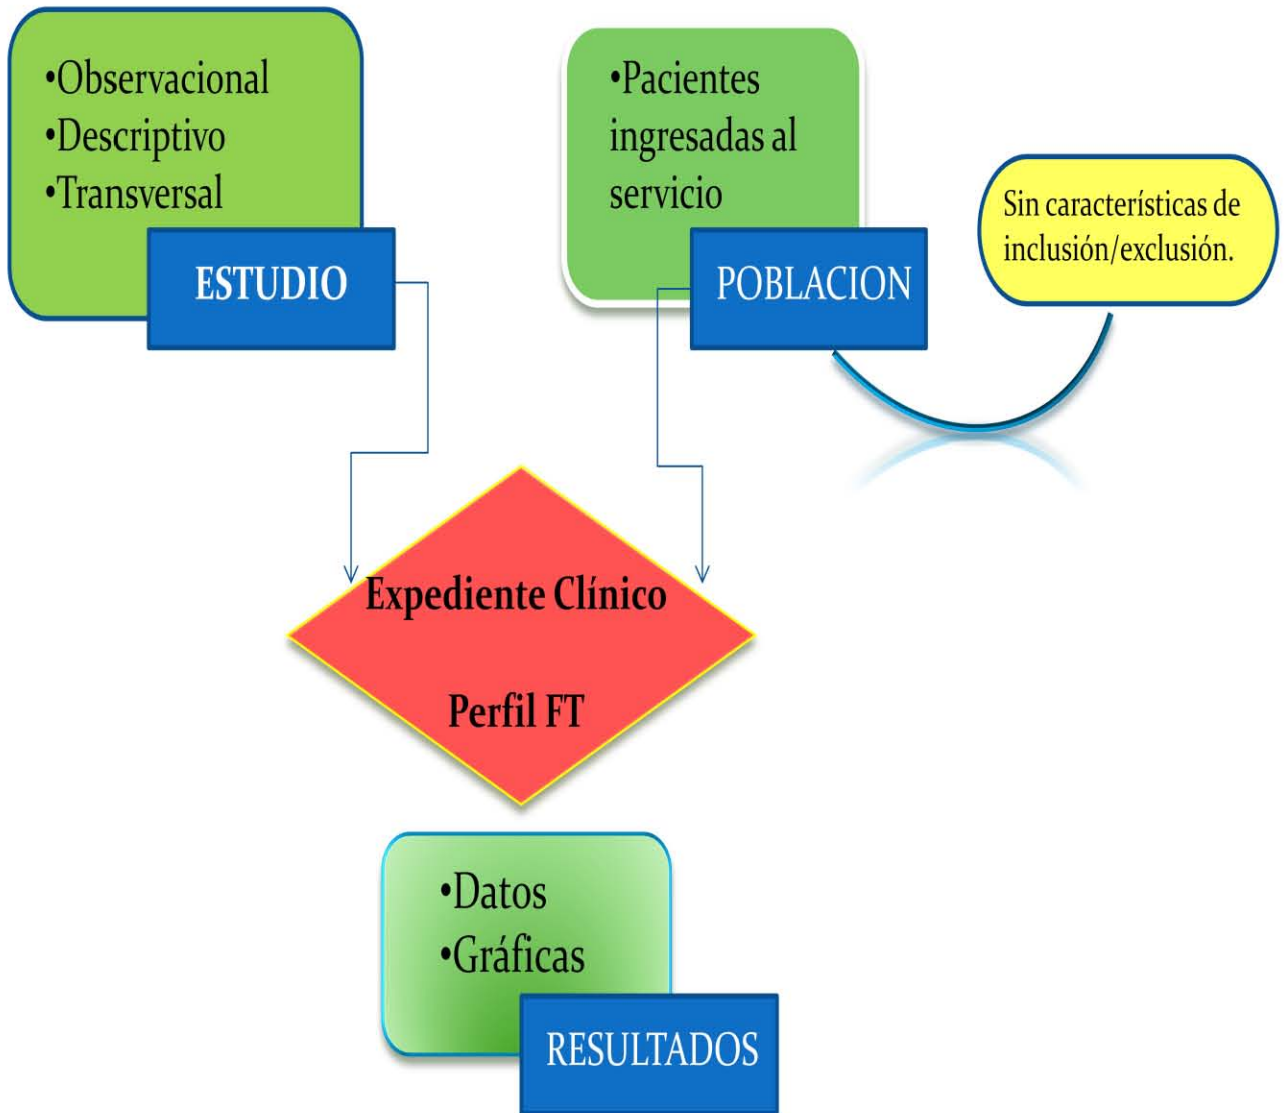 •Observacional
•Descriptivo
•Transversal
ESTUDIO
•Pacientes
ingresadas al
servicio
POBLACION
Sin características de
inclusión/exclusión.
Expediente Clínico
Perfil FT
•Datos
•Gráficas
RESULTADOS